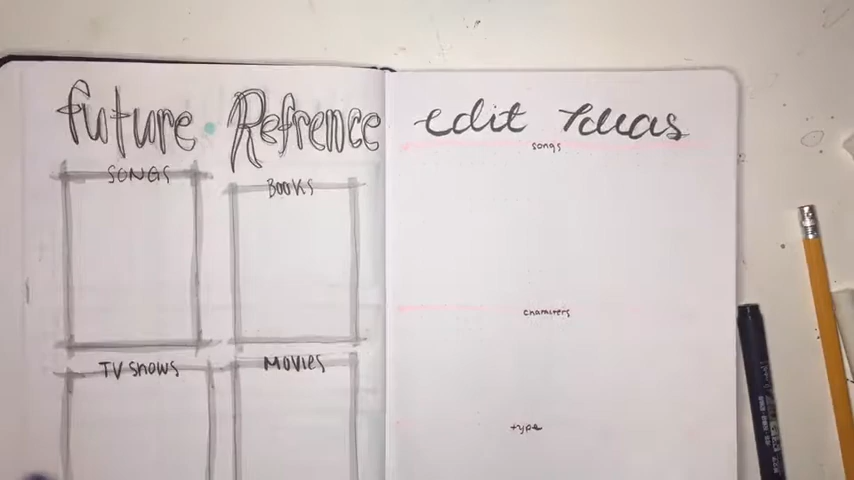 future Refrence
SONGS
BOOKS
TV Shows
MOVIES
edit Ideas
songs
characters
type